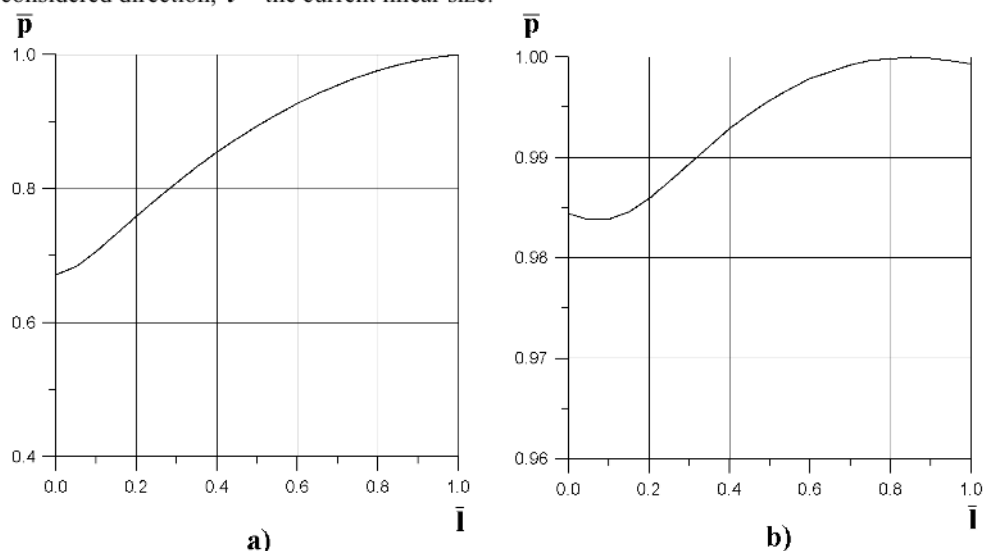 considered direction,
the current linear size.
p̅
1.0
0.8
0.6
0.4
0.0 0.2 0.4 0.6 0.8 1.0
l̅
a)
p̅
1.00
0.99
0.98
0.97
0.96
0.0 0.2 0.4 0.6 0.8 1.0
l̅
b)